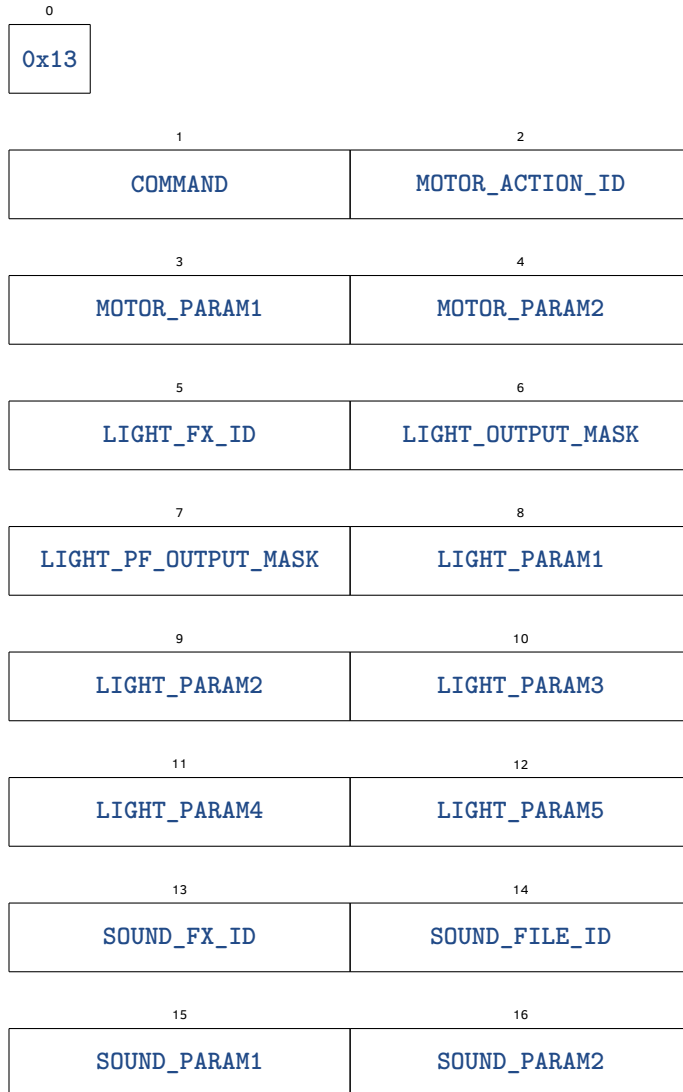 0
0x13
1 2
COMMAND MOTOR_ACTION_ID
3 4
MOTOR_PARAM1 MOTOR_PARAM2
5 6
LIGHT_FX_ID LIGHT_OUTPUT_MASK
7 8
LIGHT_PF_OUTPUT_MASK LIGHT_PARAM1
9 10
LIGHT_PARAM2 LIGHT_PARAM3
11 12
LIGHT_PARAM4 LIGHT_PARAM5
13 14
SOUND_FX_ID SOUND_FILE_ID
15 16
SOUND_PARAM1 SOUND_PARAM2